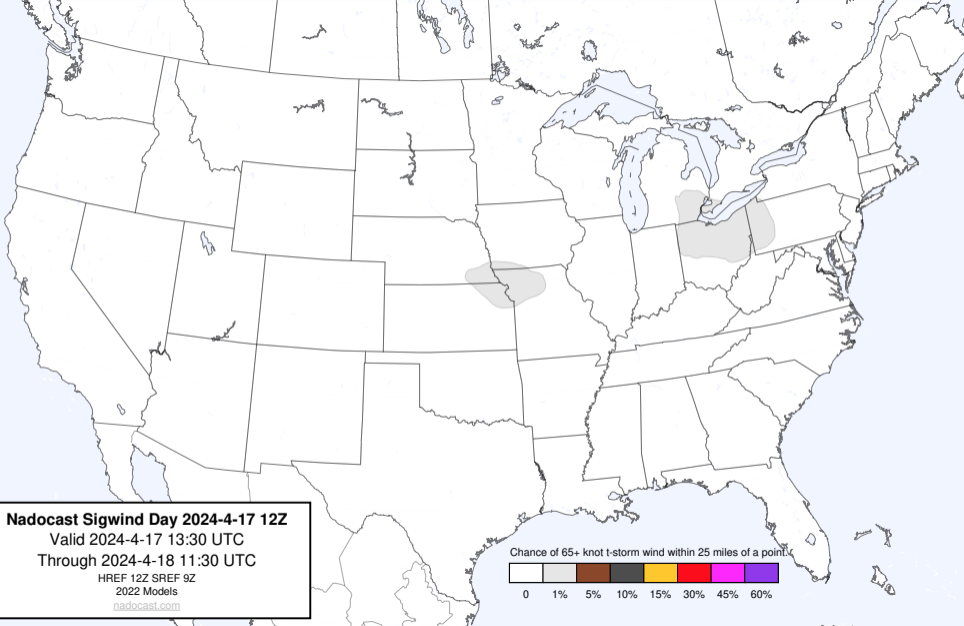 Nadocast Sigwind Day 2024-4-17 12Z
Valid 2024-4-17 13:30 UTC
Through 2024-4-18 11:30 UTC
HREF 12Z SREF 9Z
2022 Models
nadocast.com
Chance of 65+ knot t-storm wind within 25 miles of a point.
0 1% 5% 10% 15% 30% 45% 60%